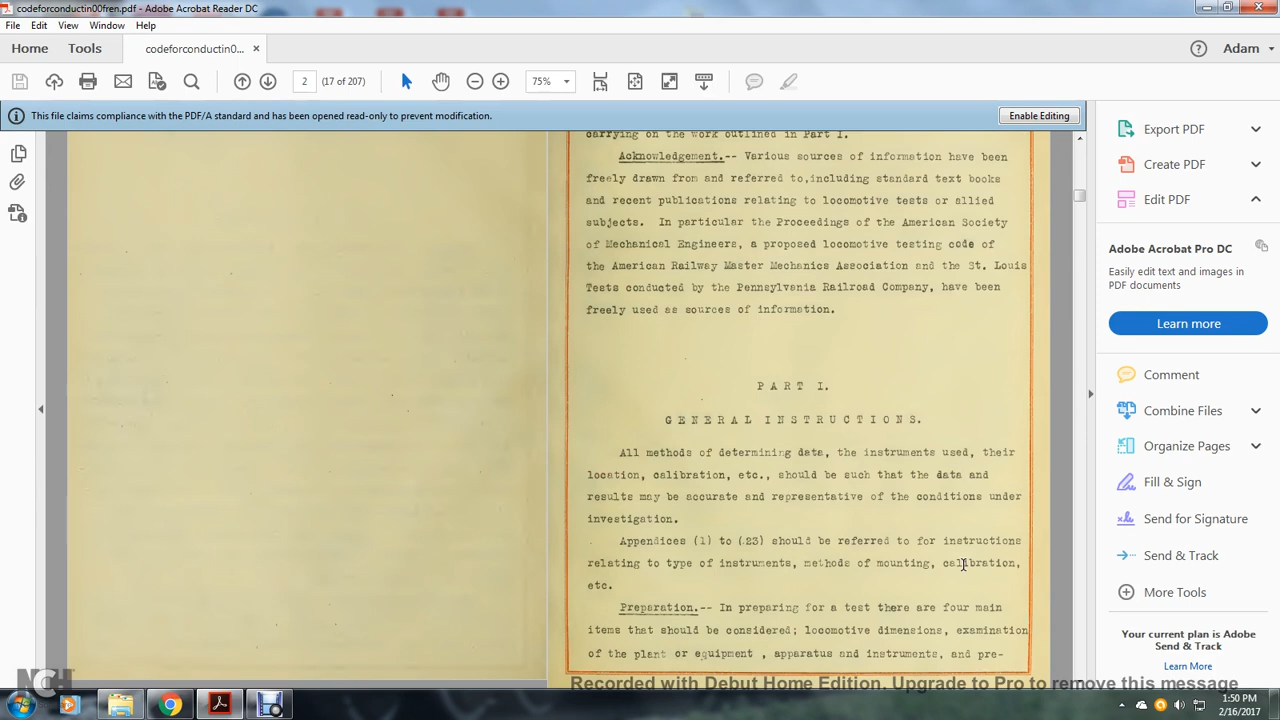 codeforconductin00fren.pdf - Adobe Acrobat Reader DC
File Edit View Window Help
Home Tools codeforconductin0... × Adam
2 (17 of 207) 75%
This file claims compliance with the PDF/A standard and has been opened read-only to prevent modification. Enable Editing
carrying on the work outlined in Part I.
Acknowledgement.-- Various sources of information have been
freely drawn from and referred to,including standard text books
and recent publications relating to locomotive tests or allied
subjects. In particular the Proceedings of the American Society
of Mechanical Engineers, a proposed locomotive testing code of
the American Railway Master Mechanics Association and the St. Louis
Tests conducted by the Pennsylvania Railroad Company, have been
freely used as sources of information.
PART I.
GENERAL INSTRUCTIONS.
All methods of determining data, the instruments used, their
location, calibration, etc., should be such that the data and
results may be accurate and representative of the conditions under
investigation.
Appendices (1) to (23) should be referred to for instructions
relating to type of instruments, methods of mounting, calibration,
etc.
Preparation.-- In preparing for a test there are four main
items that should be considered; locomotive dimensions, examination
of the plant or equipment , apparatus and instruments, and pre-
Export PDF
Create PDF
Edit PDF
Adobe Acrobat Pro DC
Easily edit text and images in
PDF documents
Learn more
Comment
Combine Files
Organize Pages
Fill & Sign
Send for Signature
Send & Track
More Tools
Your current plan is Adobe
Send & Track
Learn More
NCH
Recorded with Debut Home Edition. Upgrade to Pro to remove this message
1:50 PM
2/16/2017